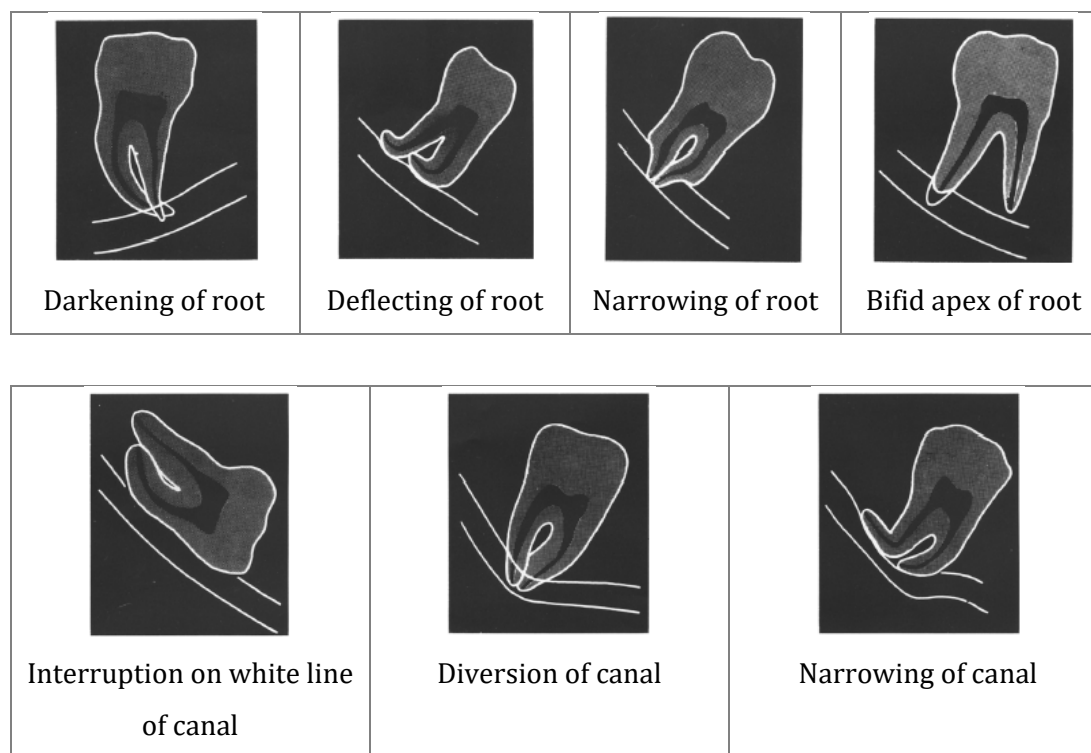 Darkening of root
Deflecting of root
Narrowing of root
Bifid apex of root
Interruption on white line
of canal
Diversion of canal
Narrowing of canal